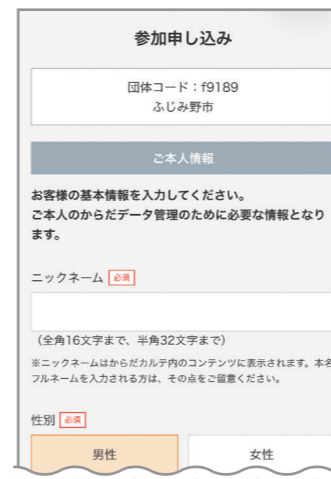 参加申し込み
団体コード：f9189
ふじみ野市
ご本人情報
お客様の基本情報を入力してください。
ご本人のからだデータ管理のために必要な情報となり
ます。
ニックネーム 必須
（全角16文字まで、半角32文字まで）
※ニックネームはからだカルテ内のコンテンツに表示されます。本名
フルネームを入力される方は、その点をご留意ください。
性別 必須
男性 女性